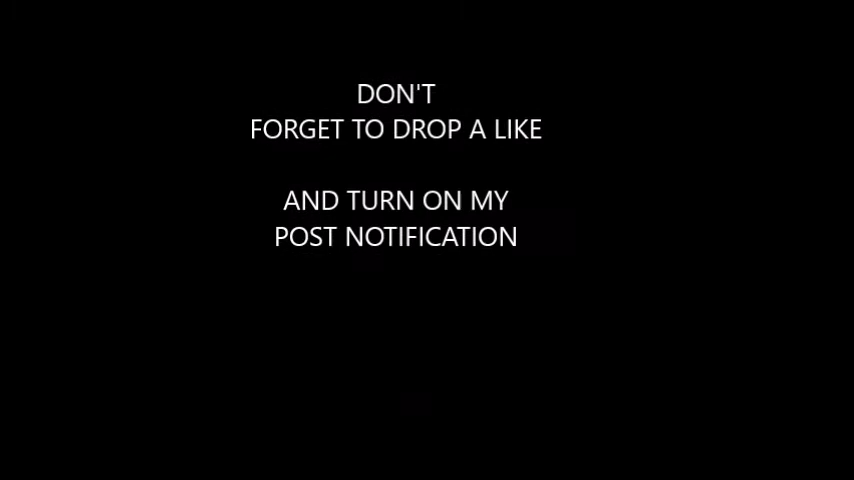 DON'T
FORGET TO DROP A LIKE
AND TURN ON MY
POST NOTIFICATION